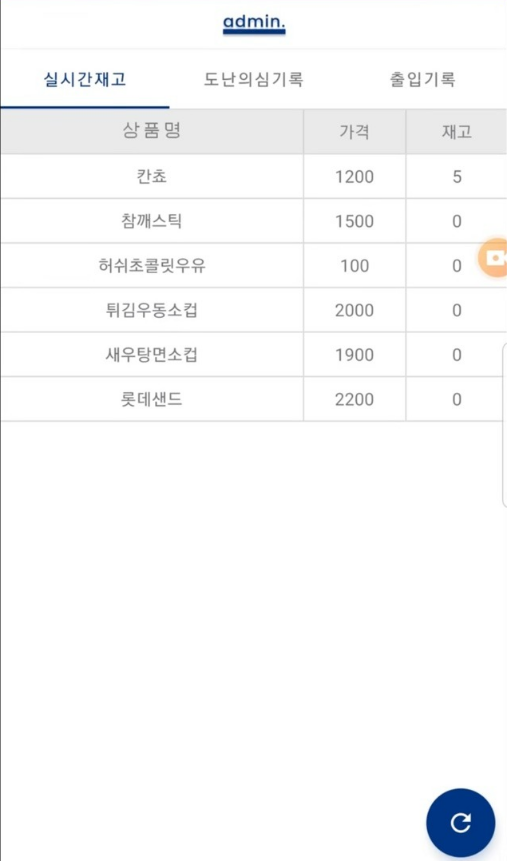 admin.
실시간재고 도난의심기록 출입기록
상품명 가격 재고
칸쵸 1200 5
참깨스틱 1500 0
허쉬초콜릿우유 100 0
튀김우동소컵 2000 0
새우탕면소컵 1900 0
롯데샌드 2200 0